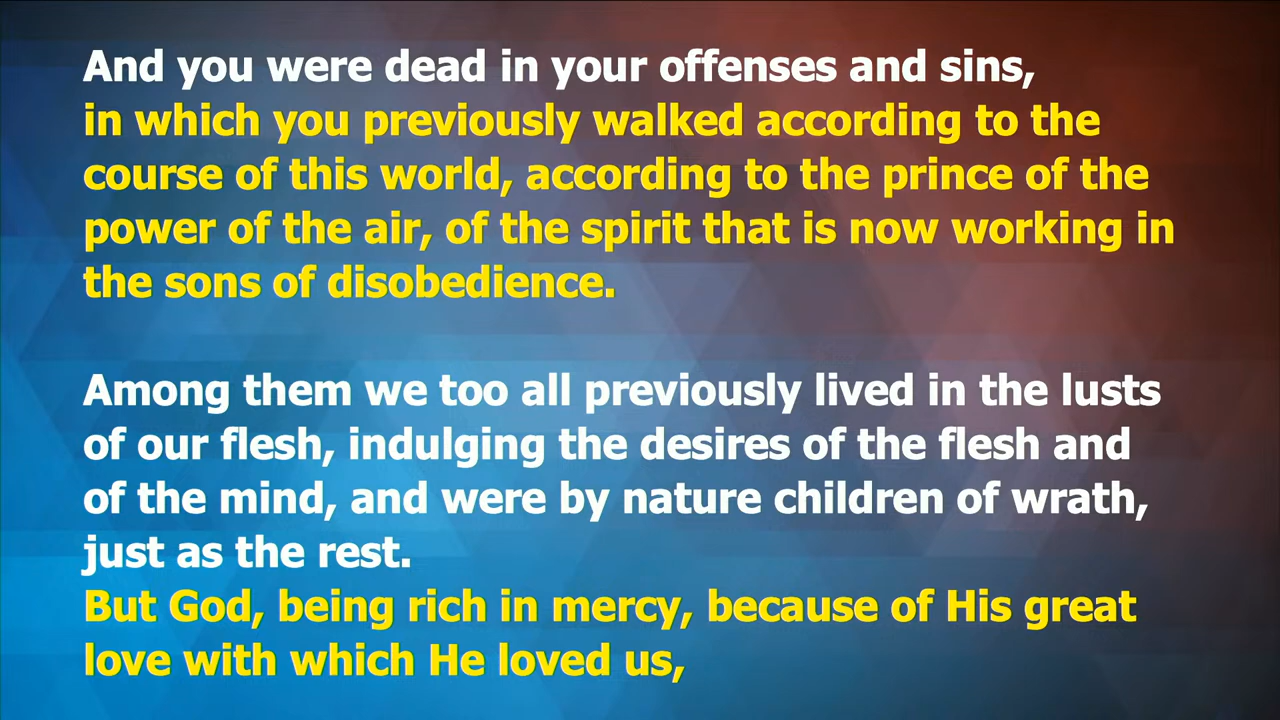 And you were dead in your offenses and sins,
in which you previously walked according to the
course of this world, according to the prince of the
power of the air, of the spirit that is now working in
the sons of disobedience.
Among them we too all previously lived in the lusts
of our flesh, indulging the desires of the flesh and
of the mind, and were by nature children of wrath,
just as the rest.
But God, being rich in mercy, because of His great
love with which He loved us,